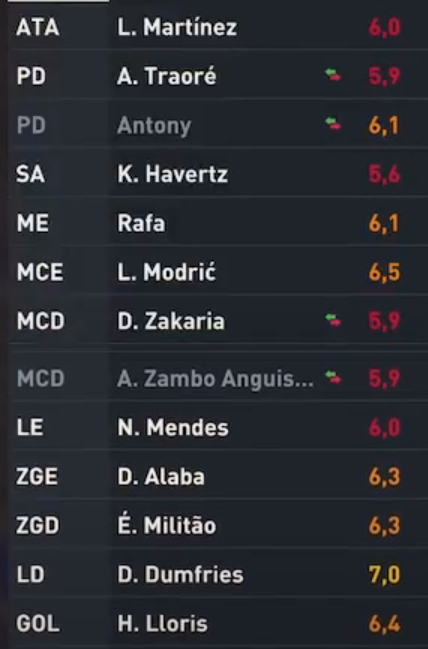 ATA L. Martínez 6,0
PD A. Traoré 5,9
PD Antony 6,1
SA K. Havertz 5,6
ME Rafa 6,1
MCE L. Modrić 6,5
MCD D. Zakaria 5,9
MCD A. Zambo Anguis... 5,9
LE N. Mendes 6,0
ZGE D. Alaba 6,3
ZGD É. Militão 6,3
LD D. Dumfries 7,0
GOL H. Lloris 6,4